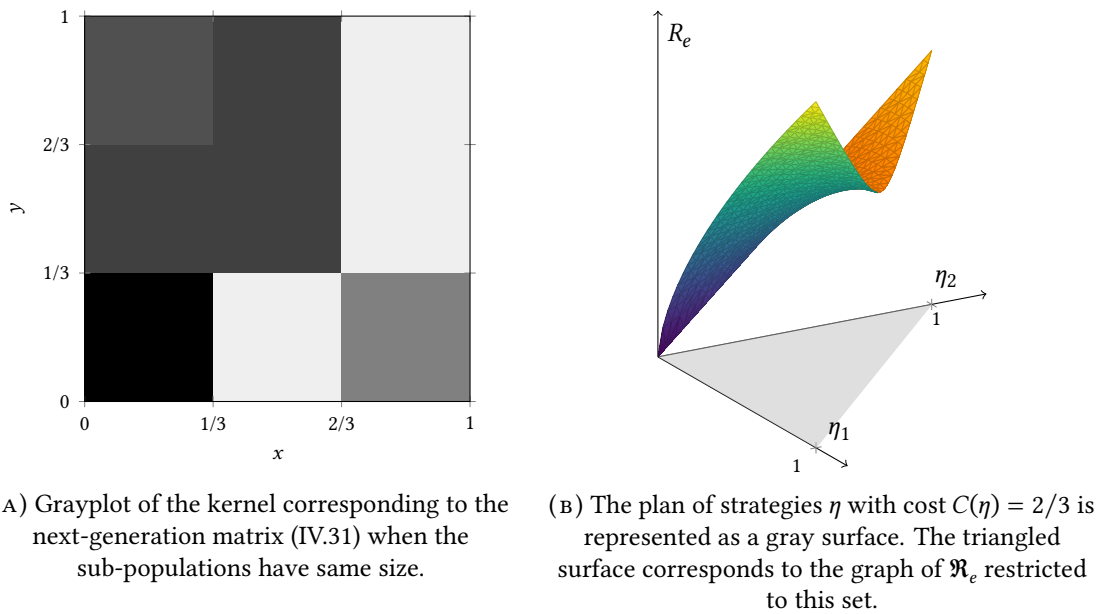 1
2/3
1/3
0
y
0
1/3
2/3
1
x
R_e
η_2
1
η_1
1
A) Grayplot of the kernel corresponding to the
next-generation matrix (IV.31) when the
sub-populations have same size.
(B) The plan of strategies η with cost C(η) = 2/3 is
represented as a gray surface. The triangled
surface corresponds to the graph of ℜ_e restricted
to this set.